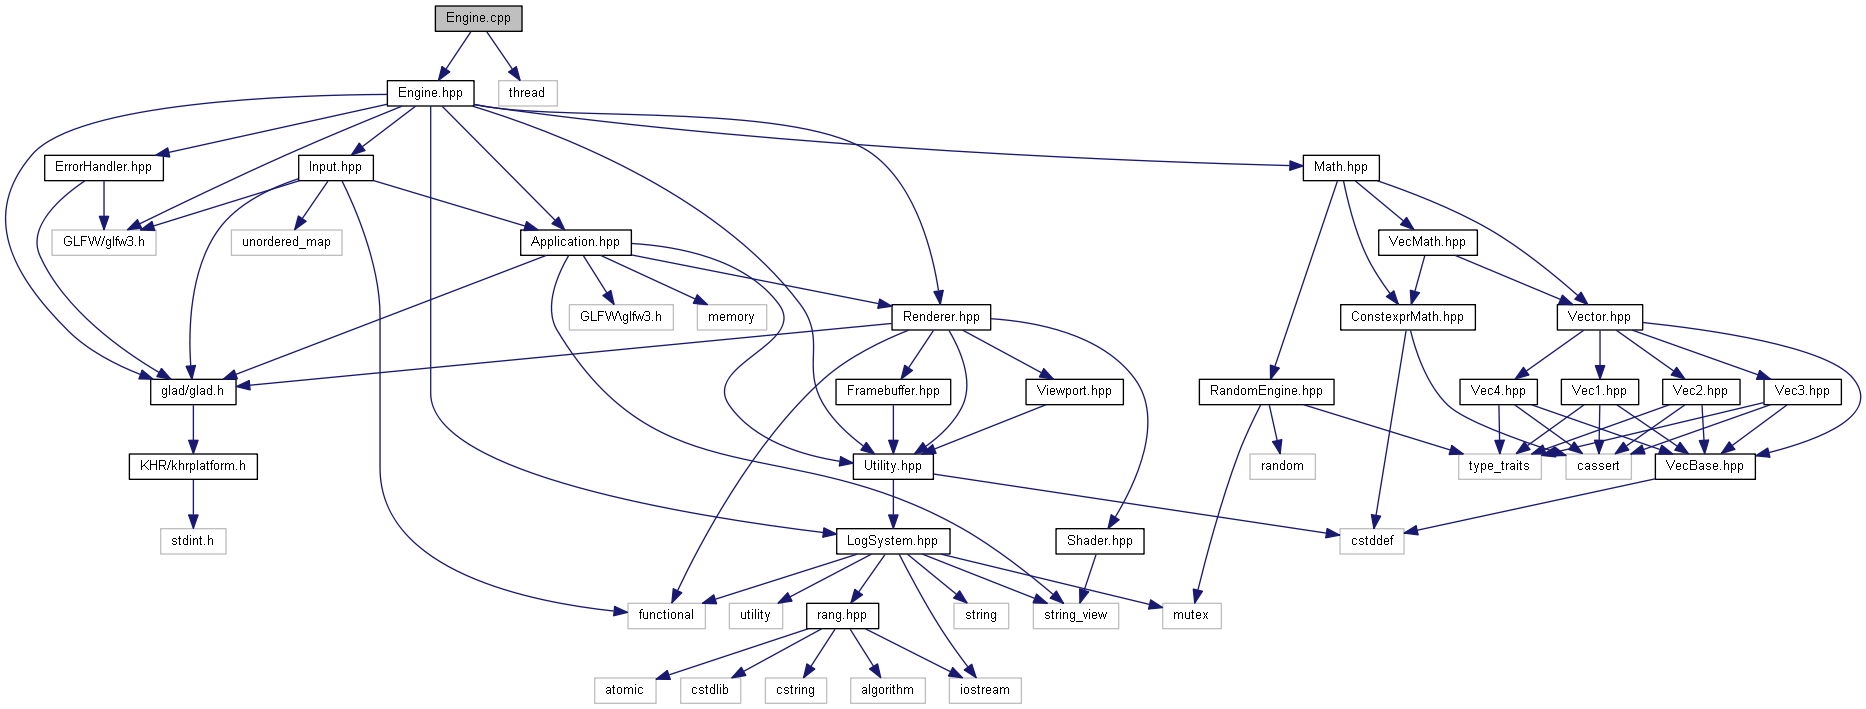 Engine.cpp
Engine.hpp
thread
ErrorHandler.hpp
Input.hpp
Math.hpp
GLFW/glfw3.h
unordered_map
Application.hpp
VecMath.hpp
GLFW\glfw3.h
memory
Renderer.hpp
ConstexprMath.hpp
Vector.hpp
glad/glad.h
Framebuffer.hpp
Viewport.hpp
RandomEngine.hpp
Vec4.hpp
Vec1.hpp
Vec2.hpp
Vec3.hpp
KHR/khrplatform.h
Utility.hpp
random
type_traits
cassert
VecBase.hpp
stdint.h
LogSystem.hpp
Shader.hpp
cstddef
functional
utility
rang.hpp
string
string_view
mutex
atomic
cstdlib
cstring
algorithm
iostream